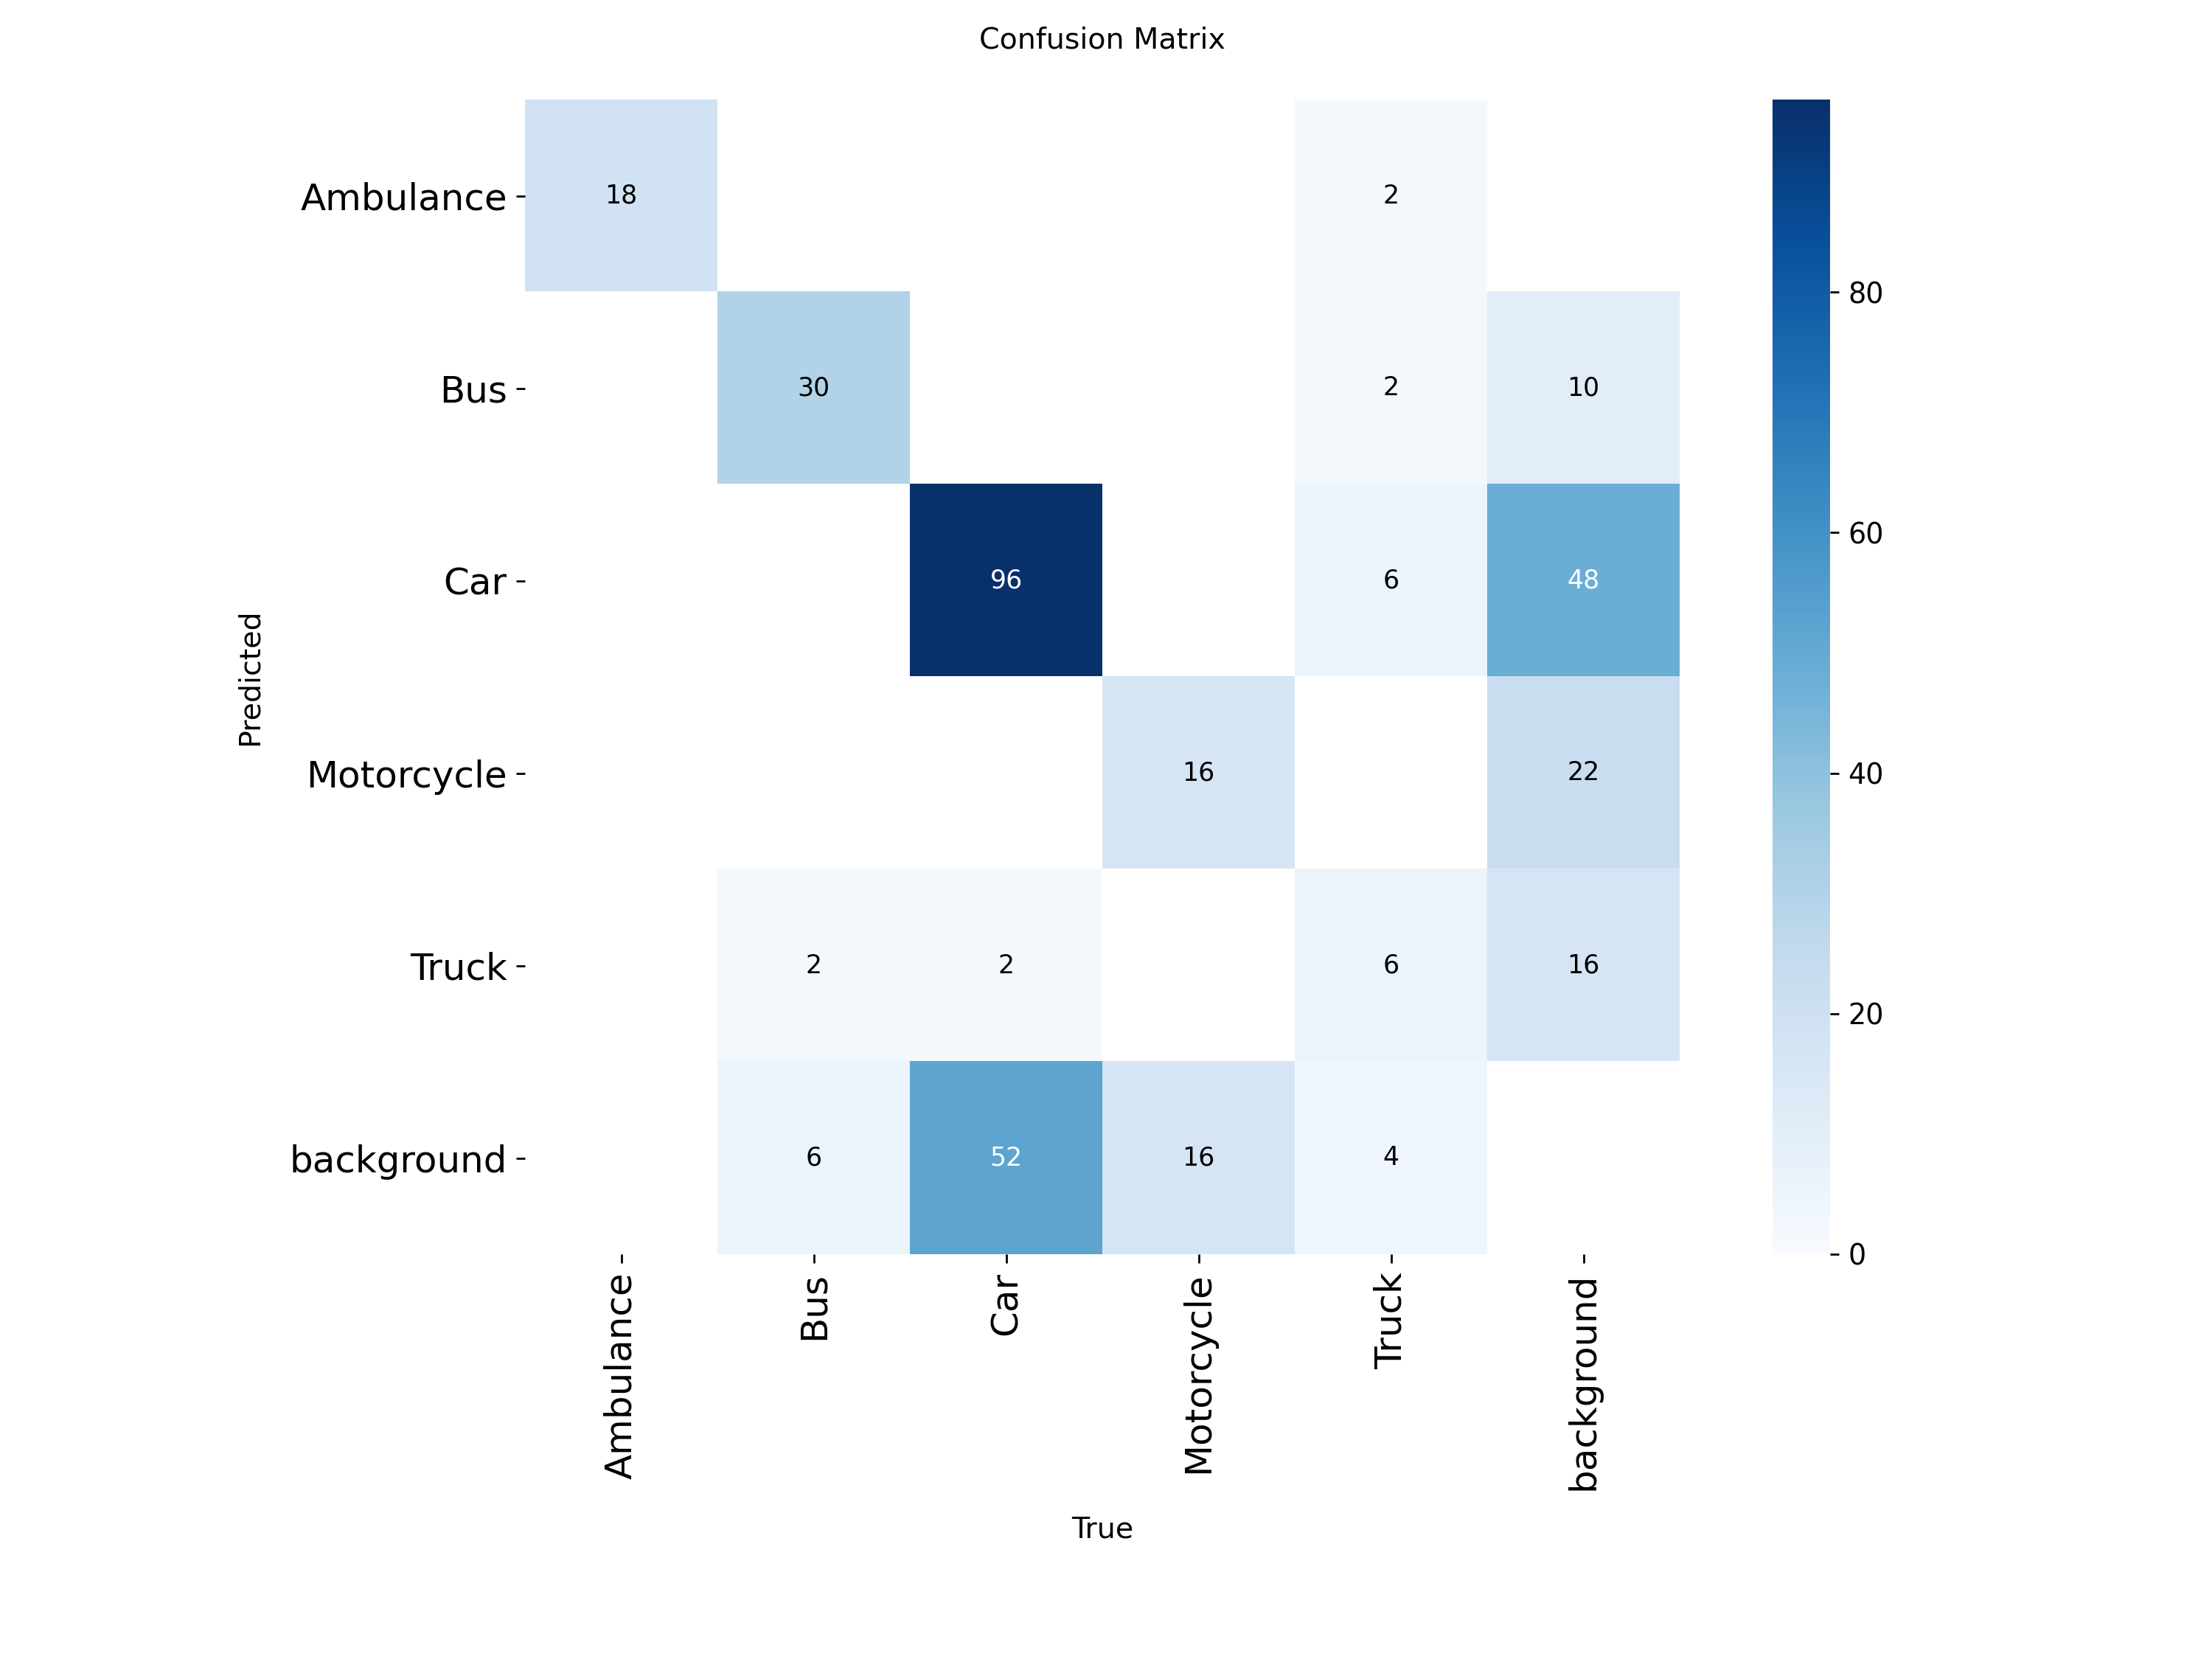 Confusion Matrix
Ambulance 18 2
Bus 30 2 10 80
Car 96 6 48 60
Predicted
Motorcycle 16 22 40
Truck 2 2 6 16 20
background 6 52 16 4
0
Ambulance Bus Car Motorcycle Truck background
True